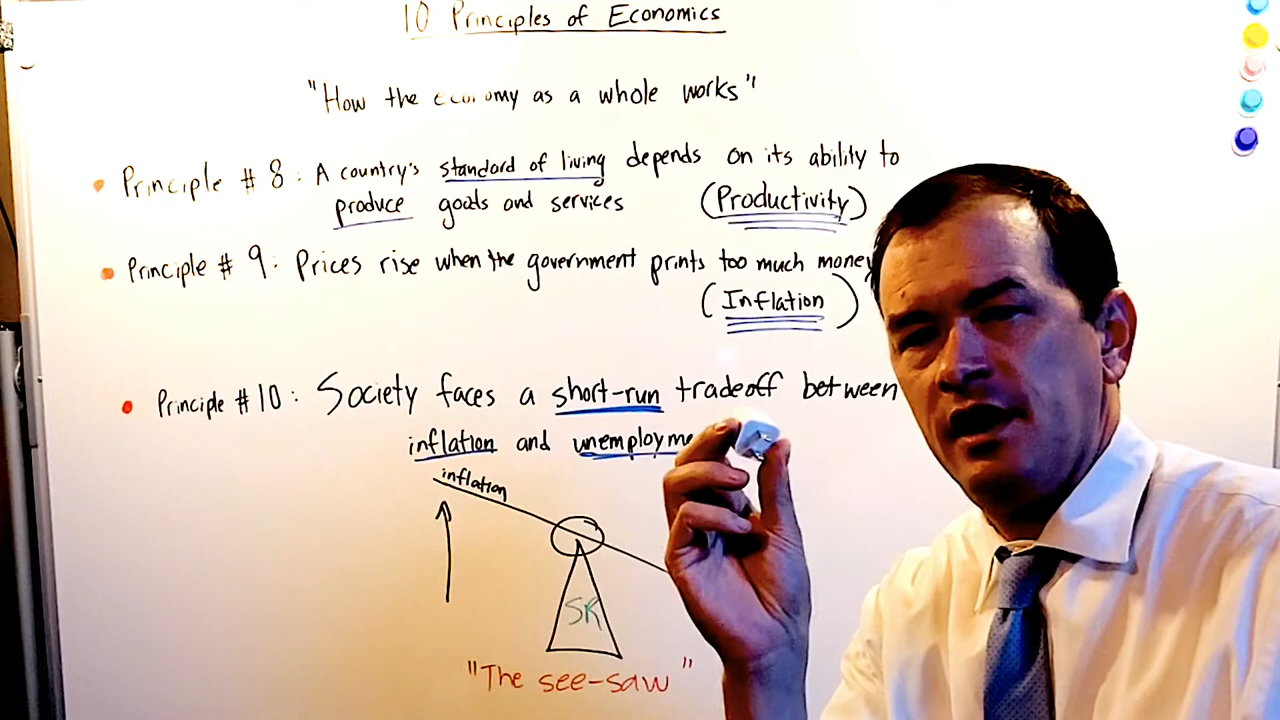 10 Principles of Economics
"How the economy as a whole works"
Principle # 8: A country's standard of living depends on its ability to
produce goods and services (Productivity)
Principle # 9: Prices rise when the government prints too much money
(Inflation)
Principle # 10: Society faces a short-run tradeoff between
inflation and unemployme
inflation
SR
"The see-saw"